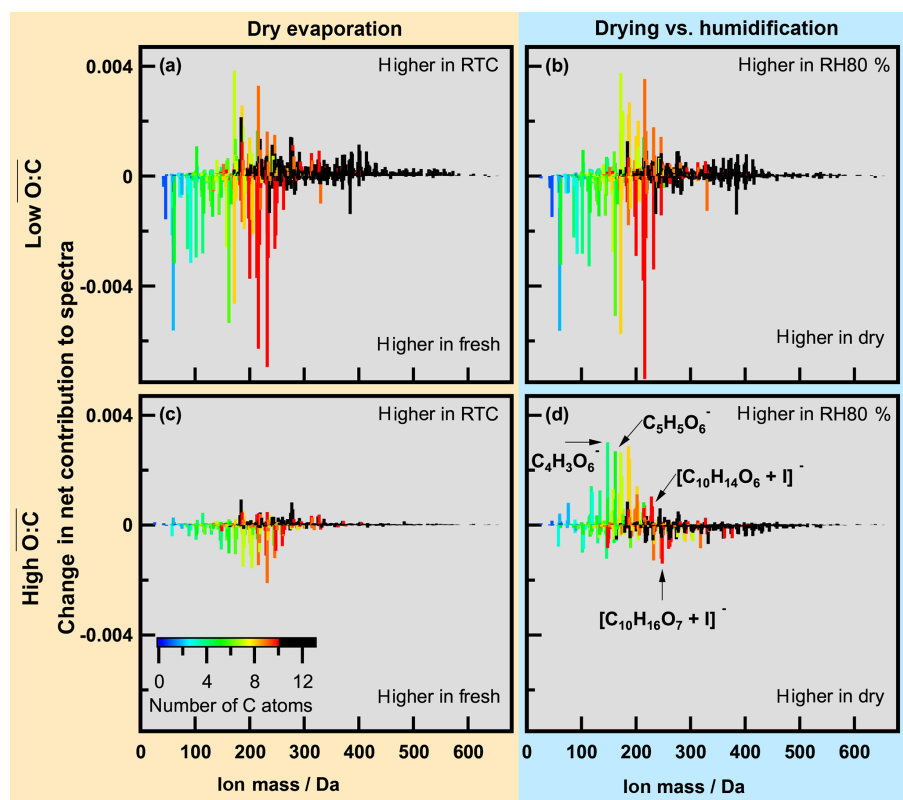 Dry evaporation
Drying vs. humidification
(a)
Higher in RTC
(b)
Higher in RH80 %
0.004
0
-0.004
Higher in fresh
Higher in dry
Low O:C
Change in net contribution to spectra
High O:C
(c)
Higher in RTC
(d)
Higher in RH80 %
0.004
0
-0.004
C₅H₅O₆⁻
C₄H₃O₆⁻
[C₁₀H₁₄O₆ + I]⁻
[C₁₀H₁₆O₇ + I]⁻
0 4 8 12
Number of C atoms
Higher in fresh
Higher in dry
0 100 200 300 400 500 600
0 100 200 300 400 500 600
Ion mass / Da
Ion mass / Da